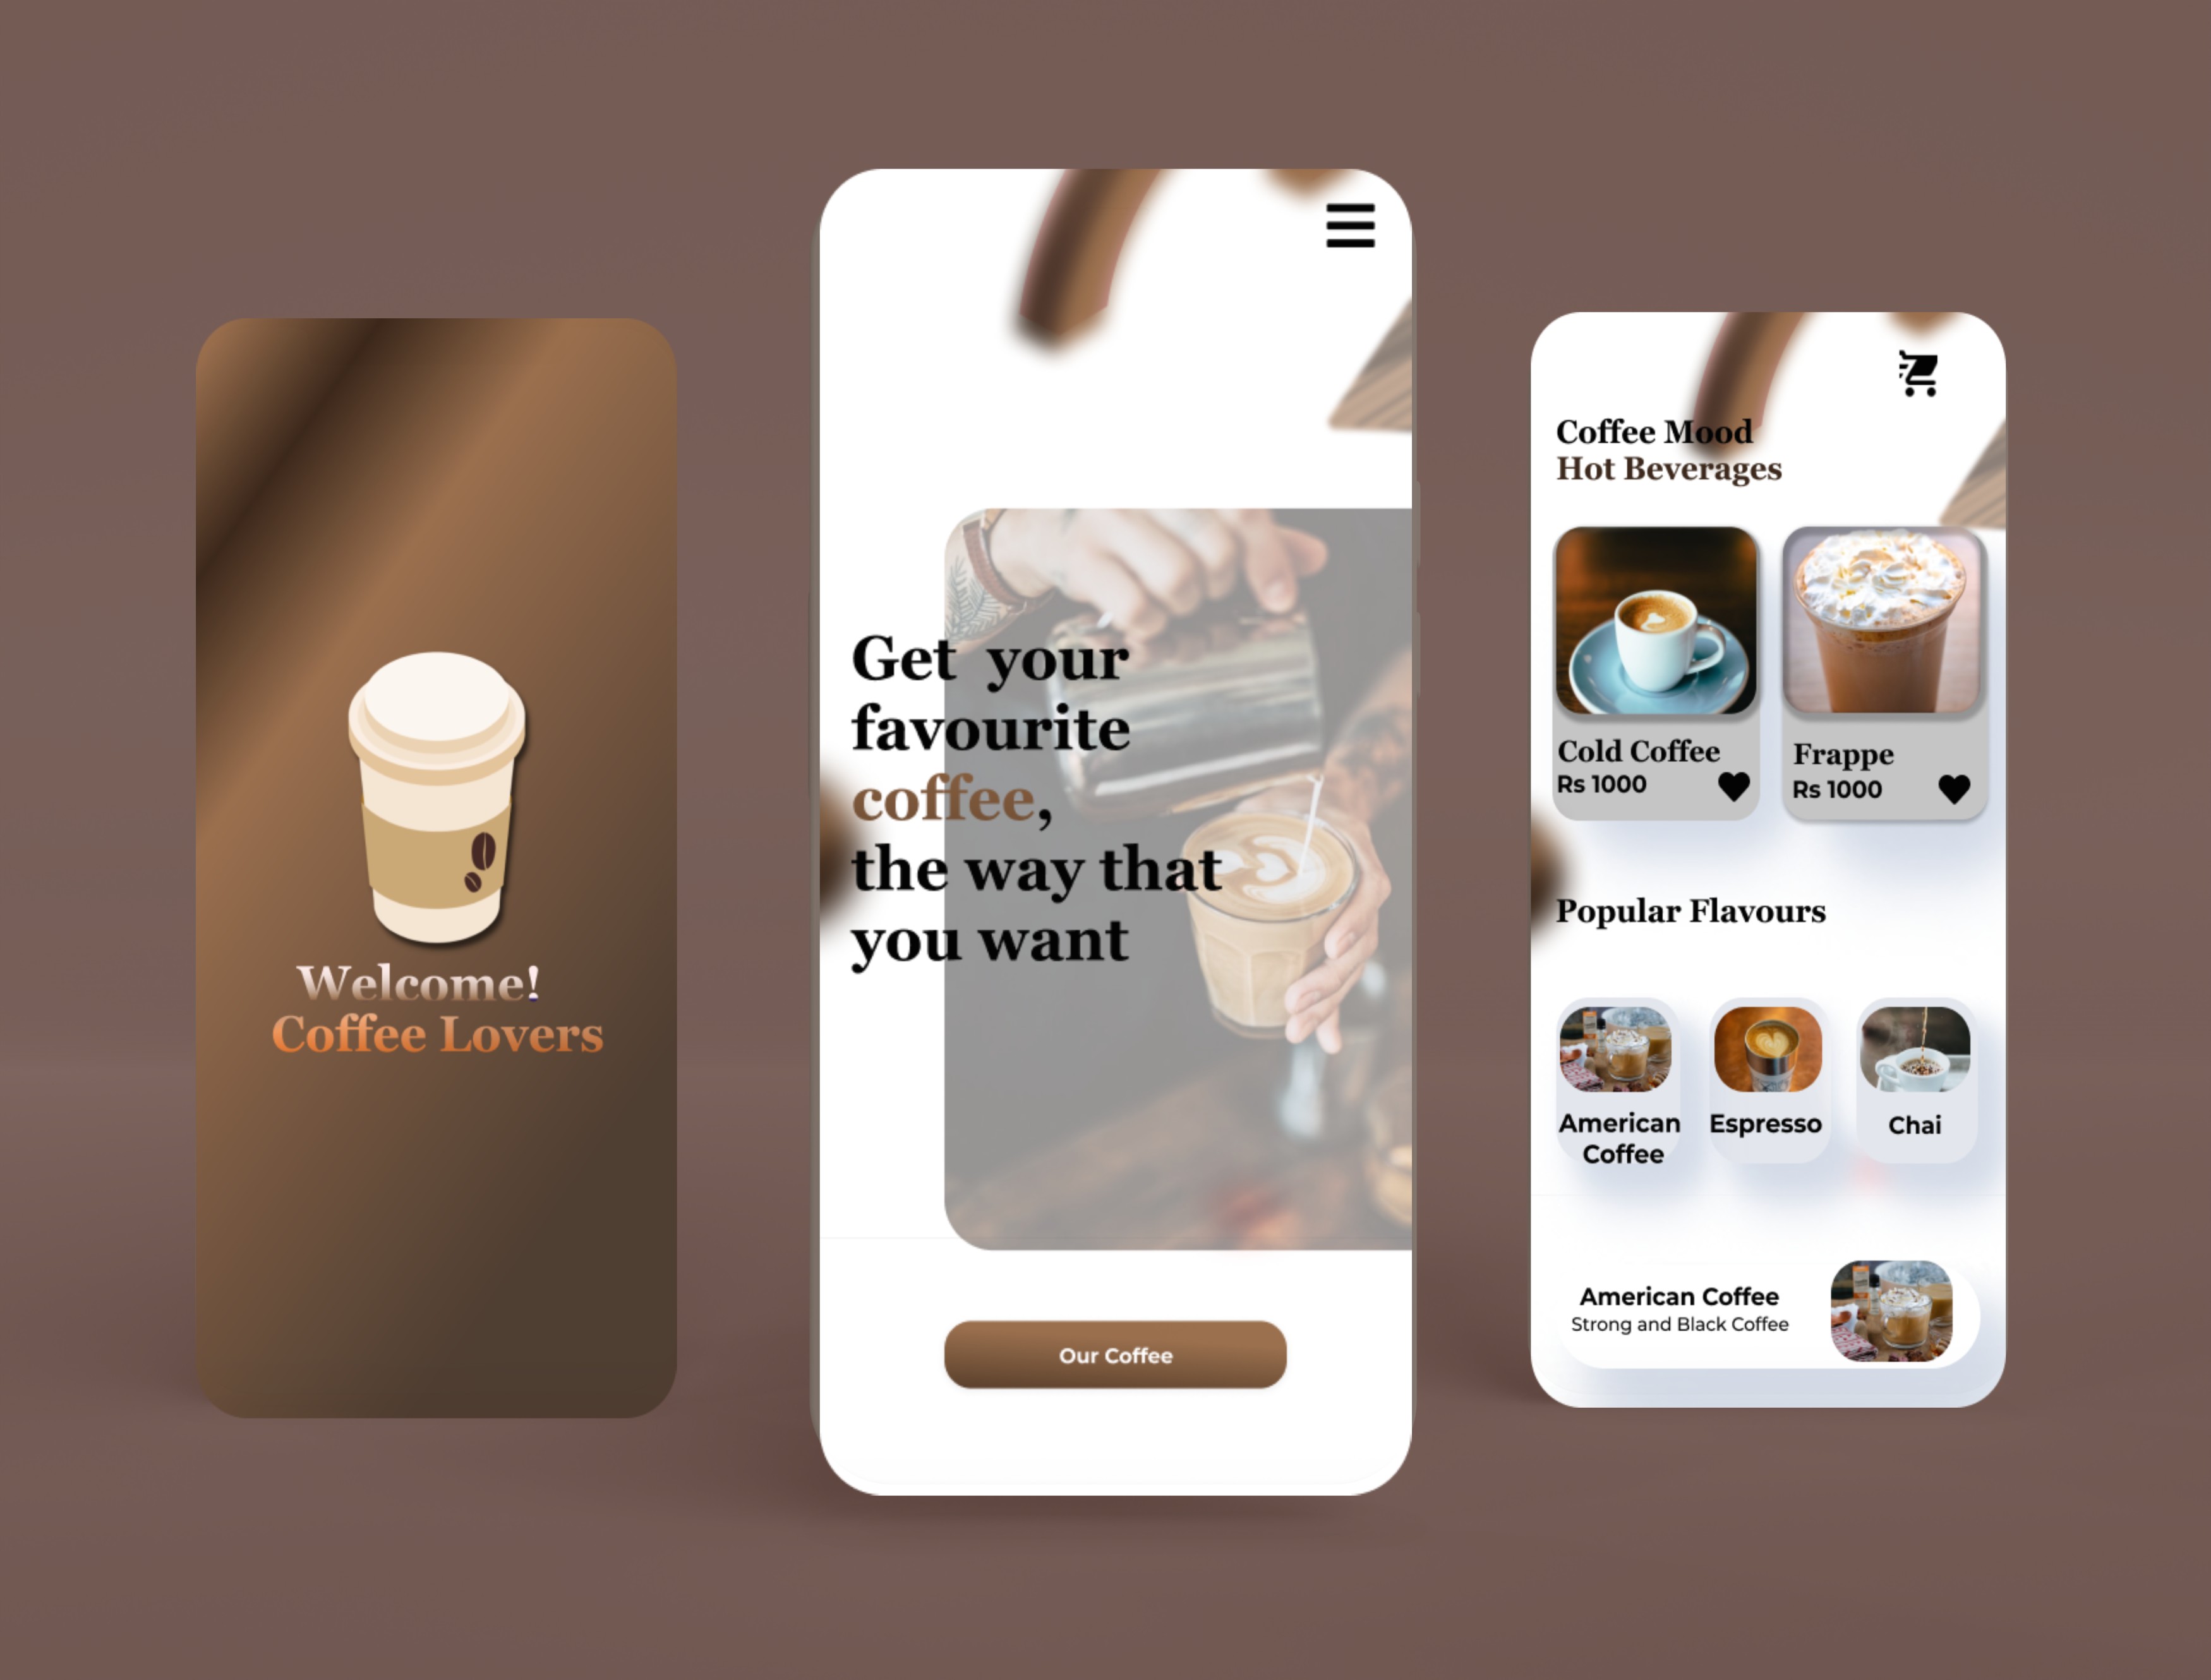 Welcome!
Coffee Lovers
Get your
favourite
coffee,
the way that
you want
Our Coffee
Coffee Mood
Hot Beverages
Cold Coffee
Rs 1000
Frappe
Rs 1000
Popular Flavours
American
Coffee
Espresso
Chai
American Coffee
Strong and Black Coffee